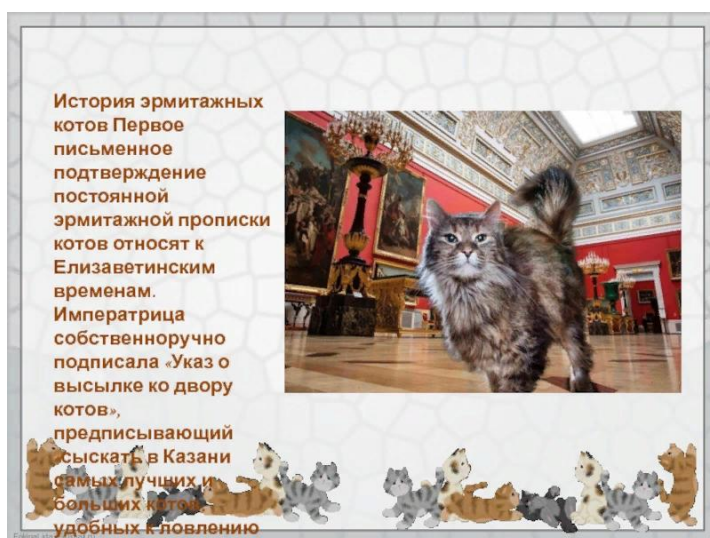 История эрмитажных
котов Первое
письменное
подтверждение
постоянной
эрмитажной прописки
котов относят к
Елизаветинским
временам.
Императрица
собственноручно
подписала «Указ о
высылке ко двору
котов»,
предписывающий
сыскать в Казани
самых лучших и
больших котов
удобных к ловлению